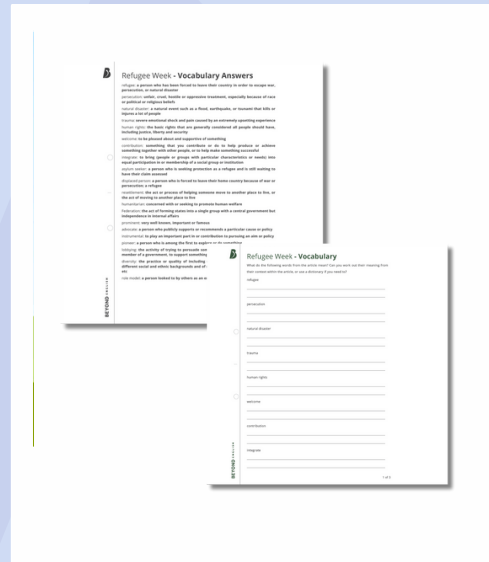 Refugee Week - Vocabulary Answers
refugee: a person who has been forced to leave their country in order to escape war,
persecution, or natural disaster
persecution: unfair, cruel, hostile or oppressive treatment, especially because of race
or political or religious beliefs
natural disaster: a natural event such as a flood, earthquake, or tsunami that kills or
injures a lot of people
trauma: severe emotional shock and pain caused by an extremely upsetting experience
human rights: the basic rights that are generally considered all people should have,
including justice, liberty and security
welcome: to be pleased about and supportive of something
contribution: something that you contribute or do to help produce or achieve
something together with other people, or to help make something successful
integrate: to bring (people or groups with particular characteristics or needs) into
equal participation in or membership of a social group or institution
asylum seeker: a person who is seeking protection as a refugee and is still waiting to
have their claim assessed
displaced person: a person who is forced to leave their home country because of war or
persecution; a refugee
resettlement: the act or process of helping someone move to another place to live, or
the act of moving to another place to live
humanitarian: concerned with or seeking to promote human welfare
Federation: the act of forming states into a single group with a central government but
independence in internal affairs
prominent: very well known, important or famous
advocate: a person who publicly supports or recommends a particular cause or policy
instrumental: to play an important part in or contribution to pursuing an aim or policy
pioneer: a person who is among the first to explore or do something
lobbying: the activity of trying to persuade
member of a government, to support something
diversity: the practice or quality of including
different social and ethnic backgrounds and of
role model: a person looked to by others as an
BEYOND ENGLISH
Refugee Week - Vocabulary
What do the following words from the article mean? Can you work out their meaning from
their context within the article, or use a dictionary if you need to?
refugee
persecution
natural disaster
trauma
human rights
welcome
contribution
integrate
BEYOND ENGLISH